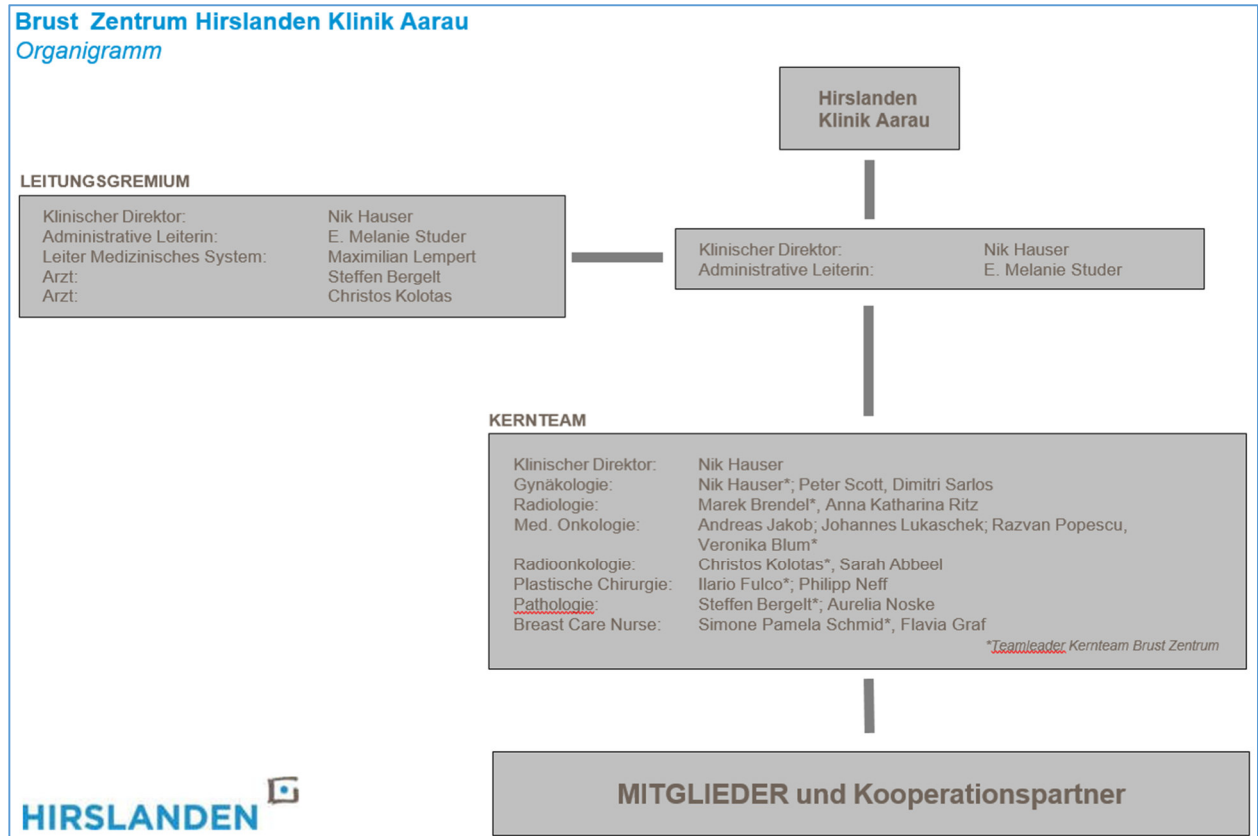 Brust Zentrum Hirslanden Klinik Aarau
Organigramm
Hirslanden
Klinik Aarau
LEITUNGSGREMIUM
Klinischer Direktor: Nik Hauser
Administrative Leiterin: E. Melanie Studer
Leiter Medizinisches System: Maximilian Lempert
Arzt: Steffen Bergelt
Arzt: Christos Kolotas
Klinischer Direktor: Nik Hauser
Administrative Leiterin: E. Melanie Studer
KERNTEAM
Klinischer Direktor: Nik Hauser
Gynäkologie: Nik Hauser*; Peter Scott, Dimitri Sarlos
Radiologie: Marek Brendel*, Anna Katharina Ritz
Med. Onkologie: Andreas Jakob; Johannes Lukaschek; Razvan Popescu,
Veronika Blum*
Radioonkologie: Christos Kolotas*, Sarah Abbeel
Plastische Chirurgie: Ilario Fulco*; Philipp Neff
Pathologie: Steffen Bergelt*; Aurelia Noske
Breast Care Nurse: Simone Pamela Schmid*, Flavia Graf
*Teamleader Kernteam Brust Zentrum
MITGLIEDER und Kooperationspartner
HIRSLANDEN